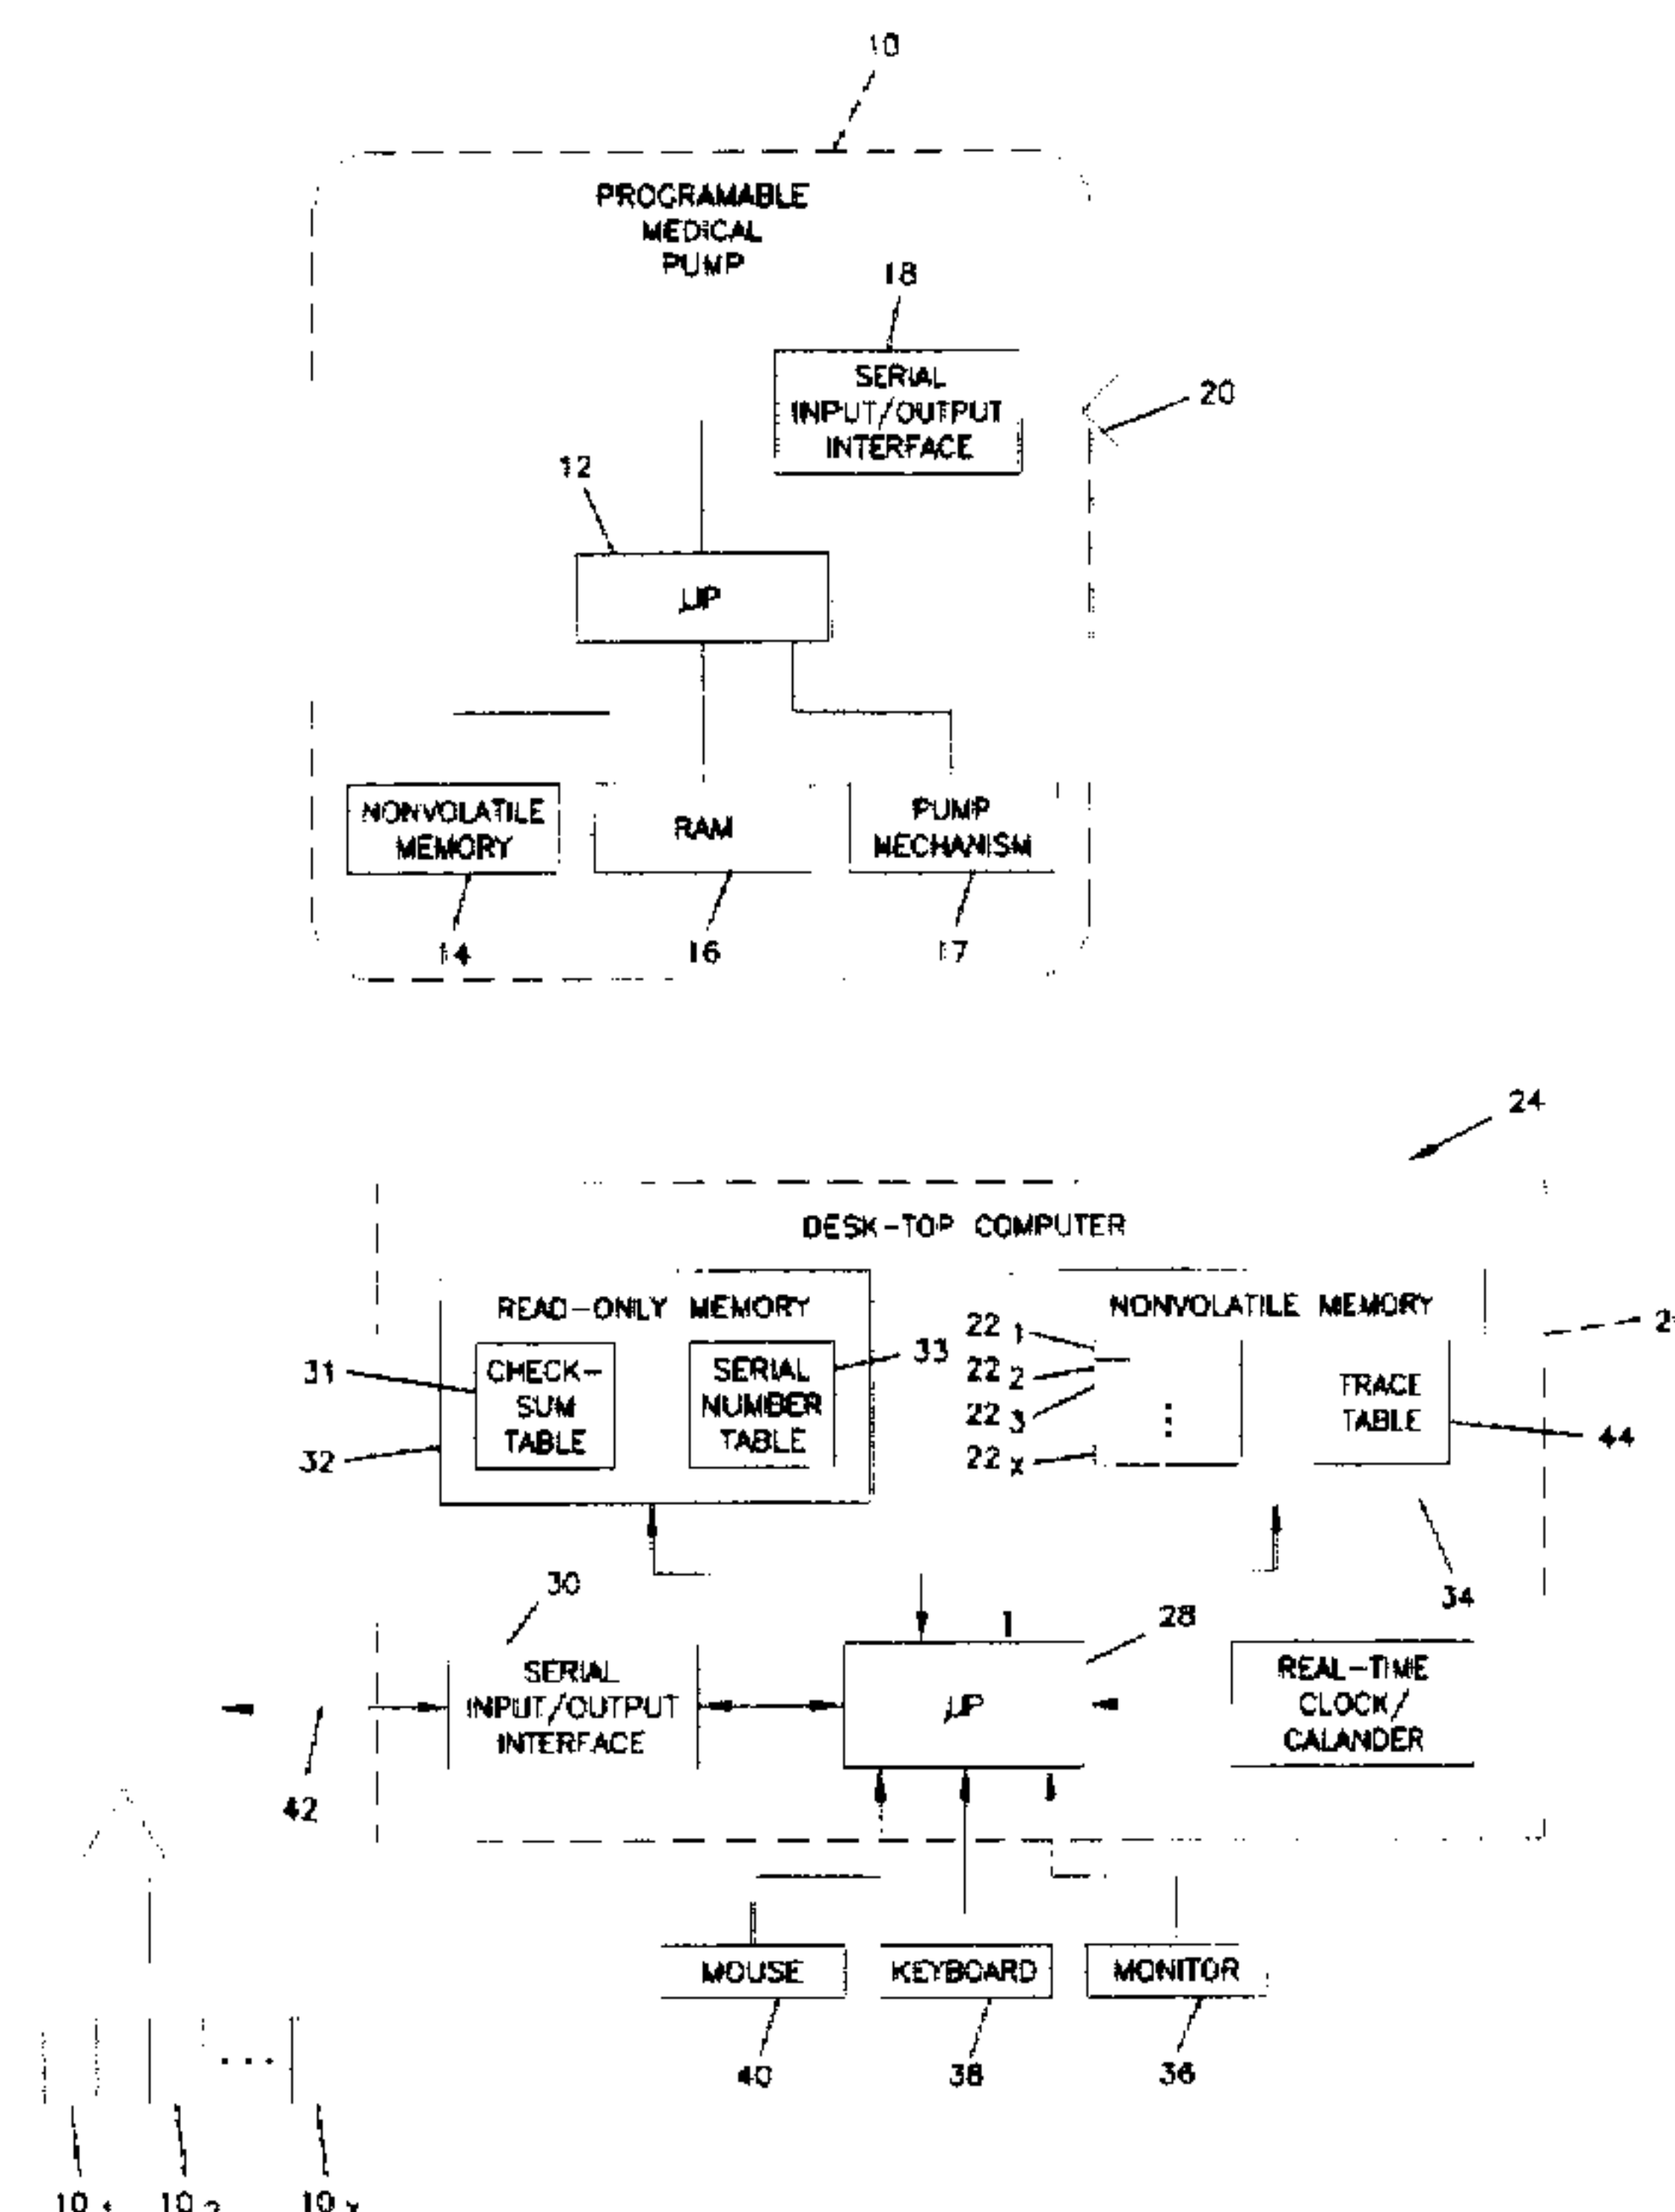 10
PROGRAMABLE
MEDICAL
PUMP
18
SERIAL
INPUT/OUTPUT
INTERFACE
20
12
µP
NONVOLATILE
MEMORY
RAM
PUMP
MECHANISM
14
16
17
24
DESK-TOP COMPUTER
READ-ONLY MEMORY
NONVOLATILE MEMORY
31
CHECK-
SUM
TABLE
32
SERIAL
NUMBER
TABLE
33
22 1
22 2
22 3
22 x
TRACE
TABLE
44
34
30
28
SERIAL
INPUT/OUTPUT
INTERFACE
µP
REAL-TIME
CLOCK/
CALANDER
42
MOUSE
KEYBOARD
MONITOR
40
38
36
10
10
10 x